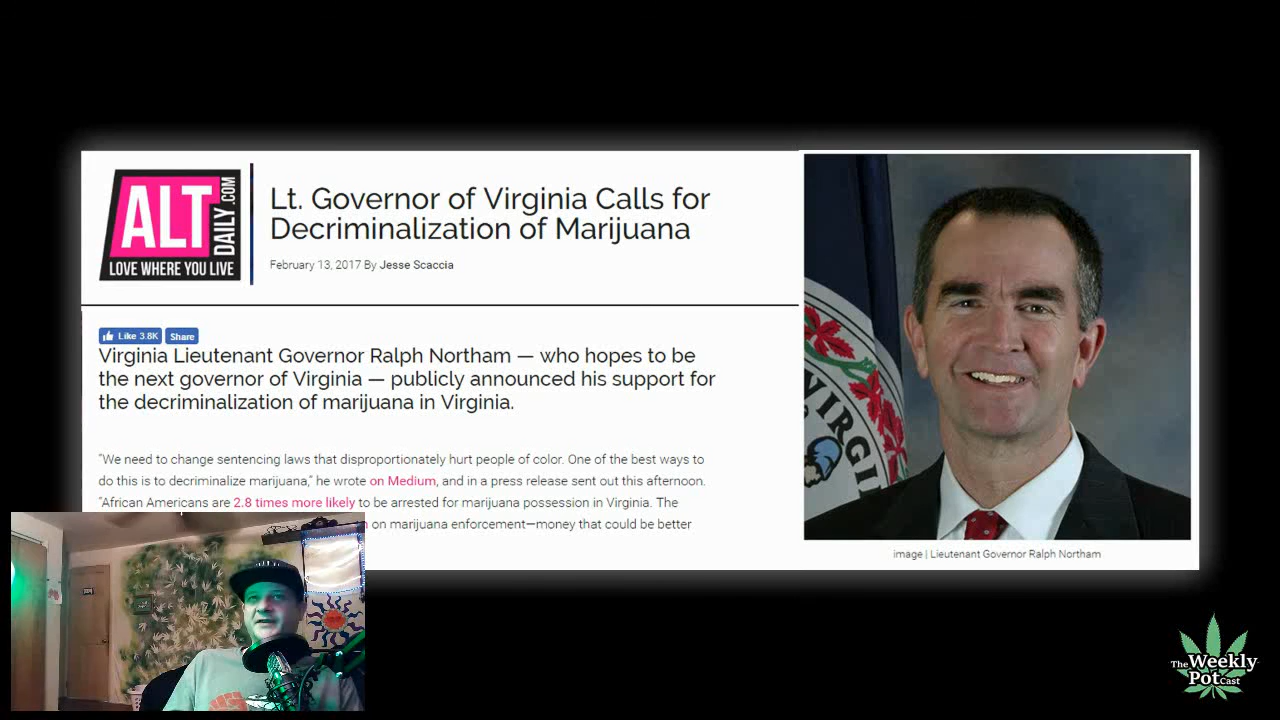 ALT
DAILY
.COM
LOVE WHERE YOU LIVE
Lt. Governor of Virginia Calls for
Decriminalization of Marijuana
February 13, 2017 By Jesse Scaccia
Like 3.8K Share
Virginia Lieutenant Governor Ralph Northam — who hopes to be
the next governor of Virginia — publicly announced his support for
the decriminalization of marijuana in Virginia.
"We need to change sentencing laws that disproportionately hurt people of color. One of the best ways to
do this is to decriminalize marijuana," he wrote on Medium, and in a press release sent out this afternoon.
"African Americans are 2.8 times more likely to be arrested for marijuana possession in Virginia. The
on marijuana enforcement—money that could be better
VIRGI
image | Lieutenant Governor Ralph Northam
The Weekly
PotCast